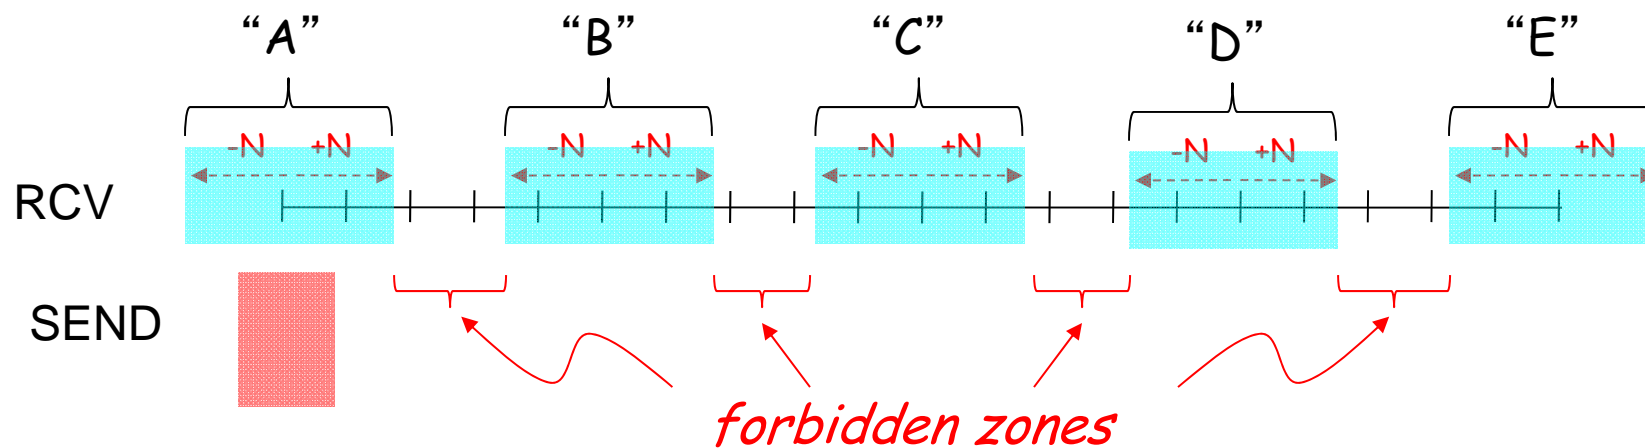 “A” “B” “C” “D” “E”
-N +N -N +N -N +N -N +N -N +N
RCV
SEND
forbidden zones